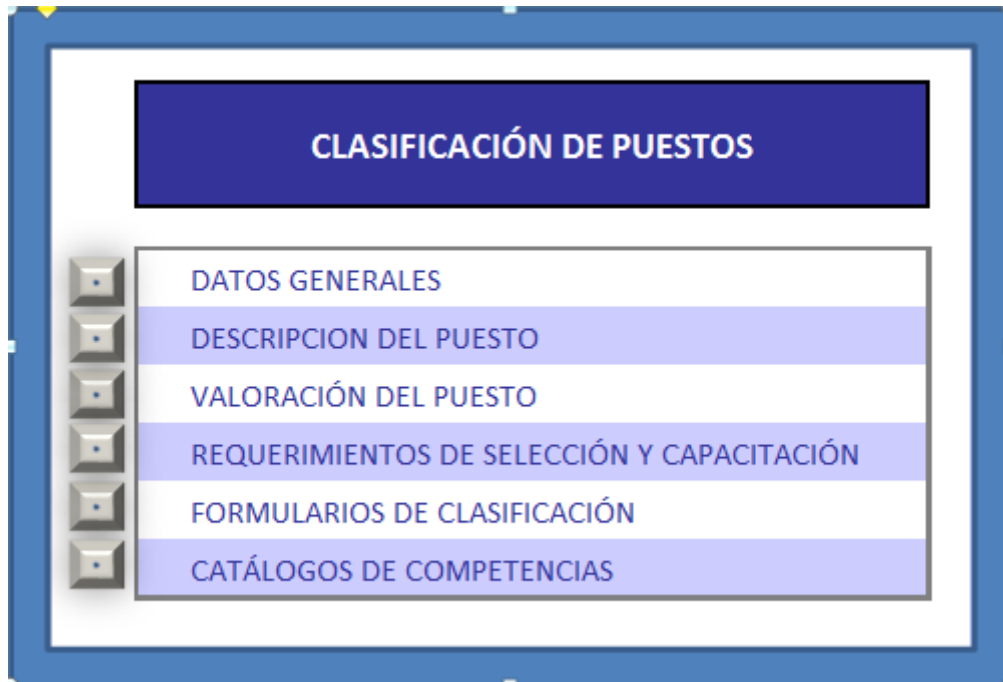 CLASIFICACIÓN DE PUESTOS
DATOS GENERALES
DESCRIPCION DEL PUESTO
VALORACIÓN DEL PUESTO
REQUERIMIENTOS DE SELECCIÓN Y CAPACITACIÓN
FORMULARIOS DE CLASIFICACIÓN
CATÁLOGOS DE COMPETENCIAS